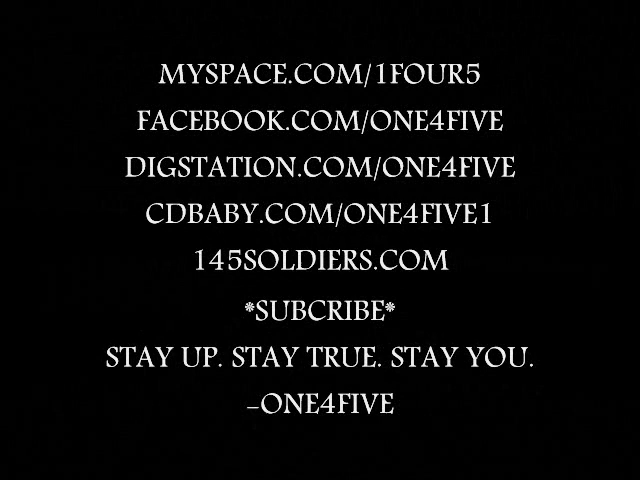 MYSPACE.COM/1FOUR5
FACEBOOK.COM/ONE4FIVE
DIGSTATION.COM/ONE4FIVE
CDBABY.COM/ONE4FIVE1
145SOLDIERS.COM
*SUBCRIBE*
STAY UP. STAY TRUE. STAY YOU.
-ONE4FIVE